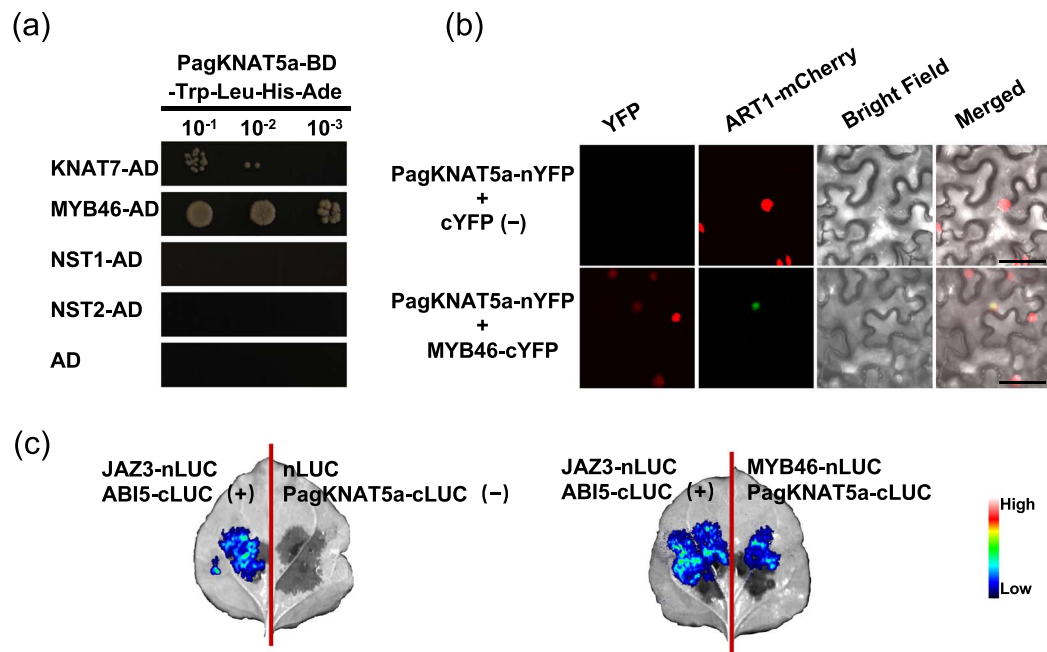 (a)
PagKNAT5a-BD
-Trp-Leu-His-Ade
10⁻¹ 10⁻² 10⁻³
KNAT7-AD
MYB46-AD
NST1-AD
NST2-AD
AD
(b)
YFP ART1-mCherry Bright Field Merged
PagKNAT5a-nYFP
+
cYFP (−)
PagKNAT5a-nYFP
+
MYB46-cYFP
(c)
JAZ3-nLUC nLUC
ABI5-cLUC (+) PagKNAT5a-cLUC (−)
JAZ3-nLUC MYB46-nLUC
ABI5-cLUC (+) PagKNAT5a-cLUC
High
Low